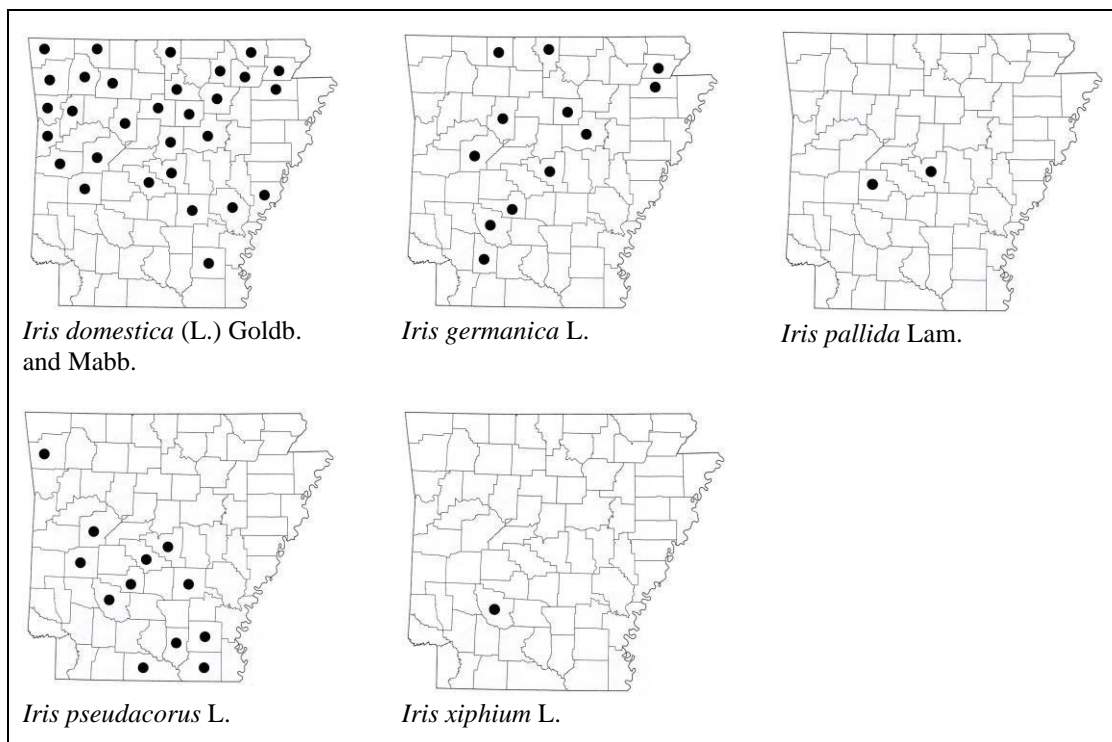 Iris domestica (L.) Goldb.
and Mabb.
Iris germanica L.
Iris pallida Lam.
Iris pseudacorus L.
Iris xiphium L.